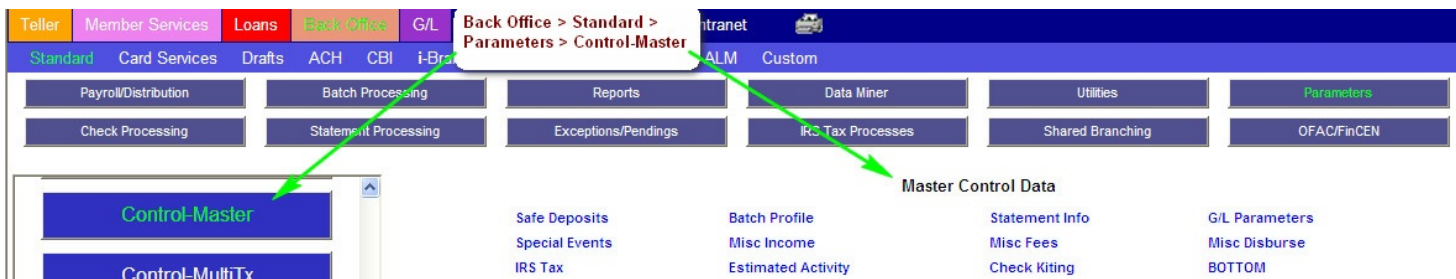 Teller Member Services Loans Back Office G/L ntranet
Back Office > Standard >
Parameters > Control-Master
Standard Card Services Drafts ACH CBI i-Bra ALM Custom
Payroll/Distribution Batch Processing Reports Data Miner Utilities Parameters
Check Processing Statement Processing Exceptions/Pendings IRS Tax Processes Shared Branching OFAC/FinCEN
Master Control Data
Control-Master
Safe Deposits Batch Profile Statement Info G/L Parameters
Special Events Misc Income Misc Fees Misc Disburse
IRS Tax Estimated Activity Check Kiting BOTTOM
Control-MultiTx